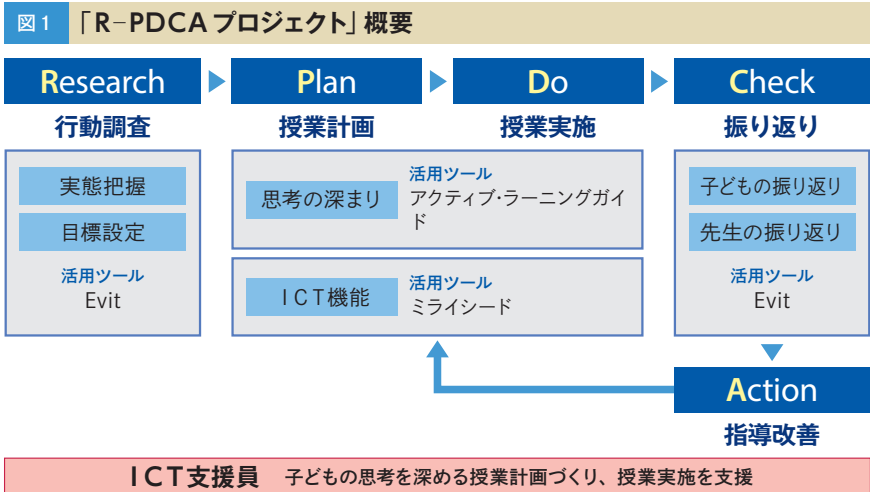 図1 「R-PDCAプロジェクト」概要
Research
Plan
Do
Check
行動調査
授業計画
授業実施
振り返り
実態把握
目標設定
活用ツール
Evit
思考の深まり
活用ツール
アクティブ・ラーニングガイ
ド
ICT機能
活用ツール
ミライシード
子どもの振り返り
先生の振り返り
活用ツール
Evit
Action
指導改善
ICT支援員 子どもの思考を深める授業計画づくり、授業実施を支援